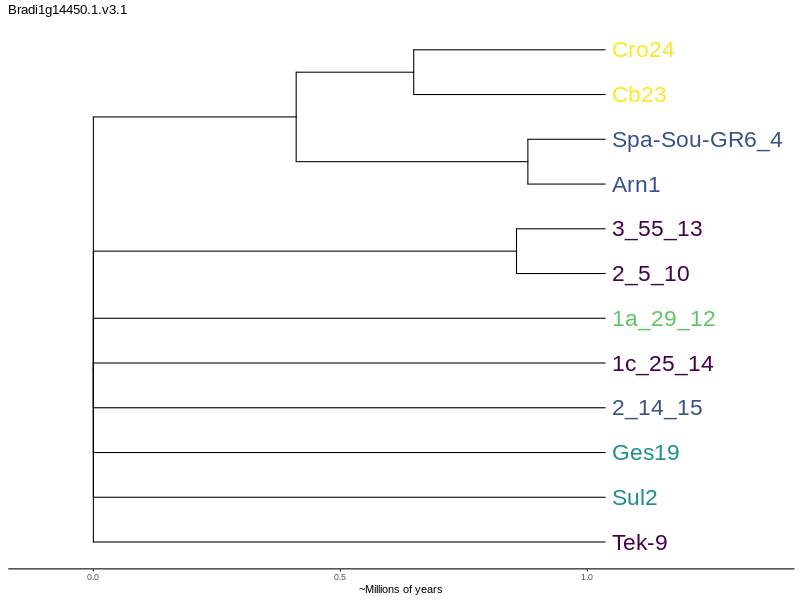 Bradi1g14450.1.v3.1
Cro24
Cb23
Spa-Sou-GR6_4
Arn1
3_55_13
2_5_10
1a_29_12
1c_25_14
2_14_15
Ges19
Sul2
Tek-9
0.0 0.5 1.0
~Millions of years